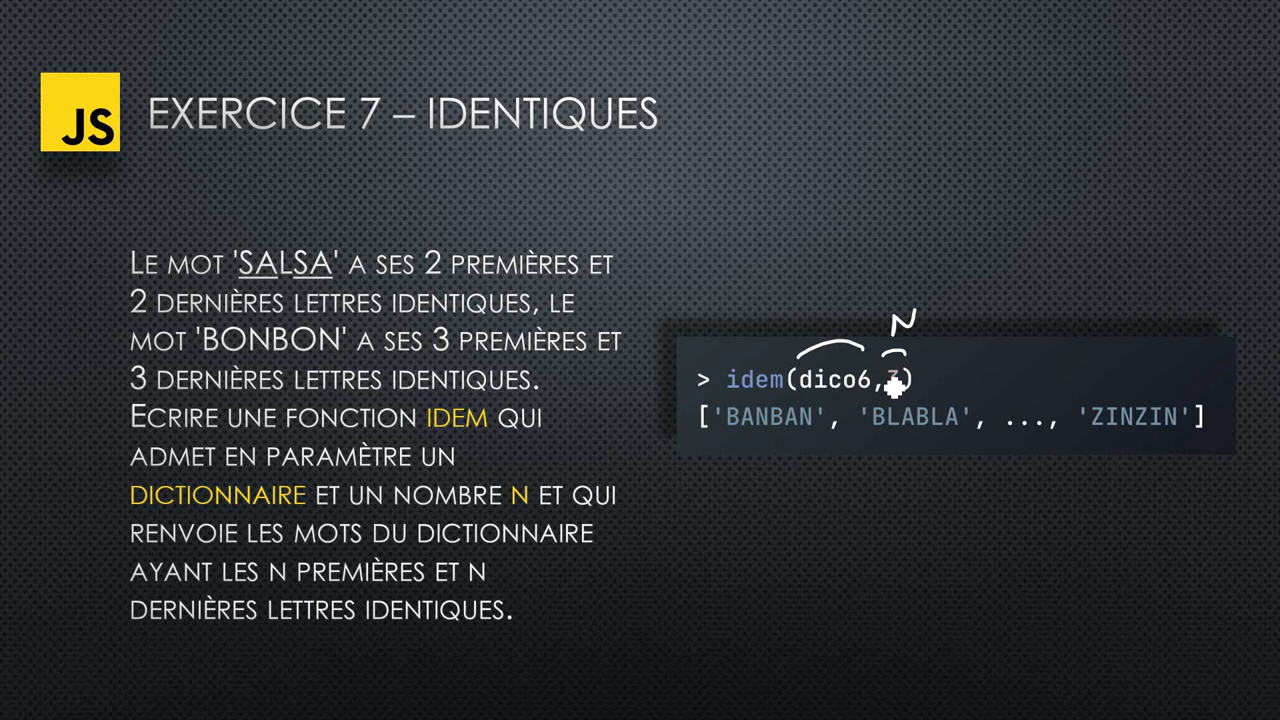 JS
EXERCICE 7 – IDENTIQUES
LE MOT 'SALSA' A SES 2 PREMIÈRES ET
2 DERNIÈRES LETTRES IDENTIQUES, LE
MOT 'BONBON' A SES 3 PREMIÈRES ET
3 DERNIÈRES LETTRES IDENTIQUES.
ECRIRE UNE FONCTION IDEM QUI
ADMET EN PARAMÈTRE UN
DICTIONNAIRE ET UN NOMBRE N ET QUI
RENVOIE LES MOTS DU DICTIONNAIRE
AYANT LES N PREMIÈRES ET N
DERNIÈRES LETTRES IDENTIQUES.
N
> idem(dico6,3)
['BANBAN', 'BLABLA', ..., 'ZINZIN']